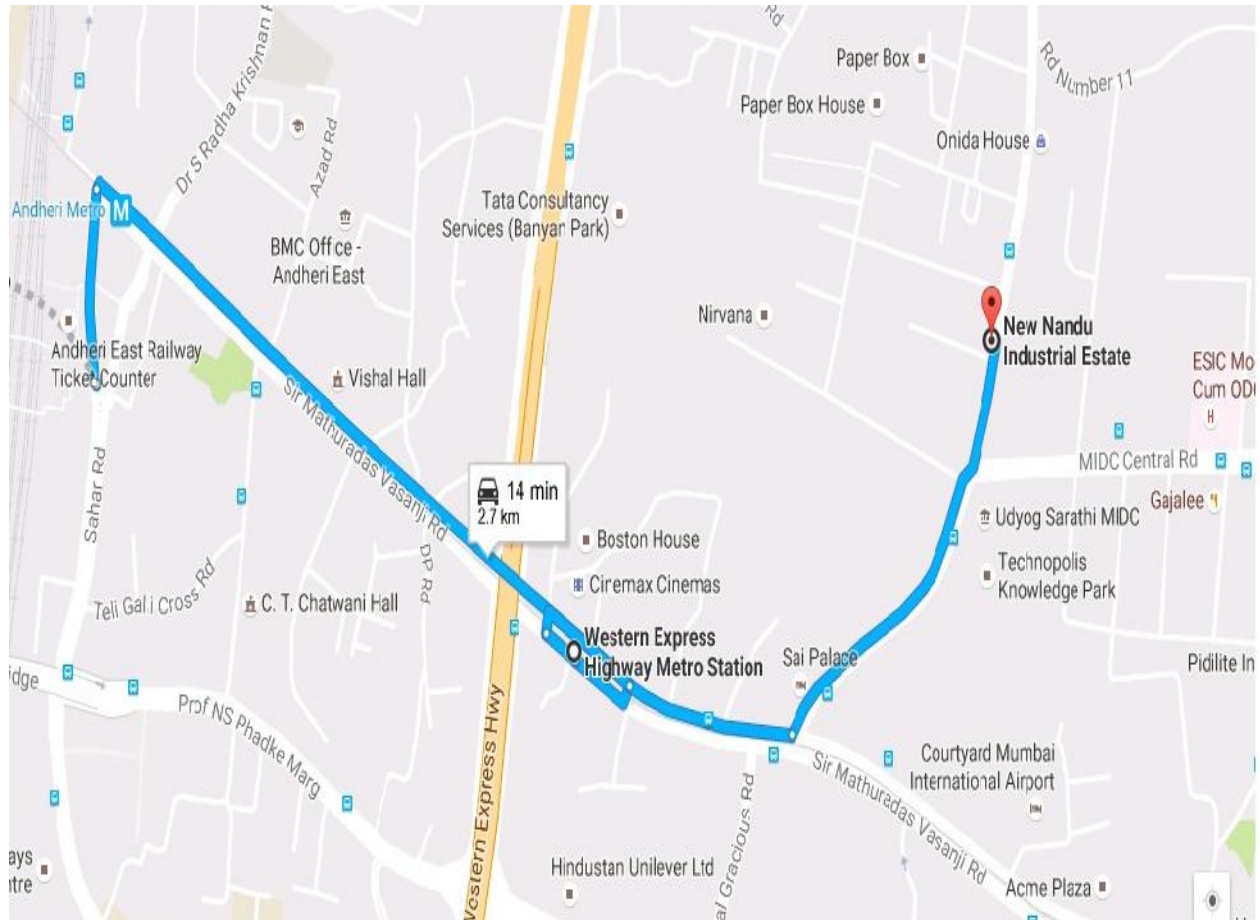 Rd
Paper Box
Rd Number 11
Paper Box House
Onida House
Dr S Radha Krishnan
Azad Rd
Andheri Metro
M
Tata Consultancy
Services (Banyan Park)
BMC Office -
Andheri East
Nirvana
New Nandu
Industrial Estate
Andheri East Railway
Ticket Counter
ESIC Mo
Cum OD
H
Vishal Hall
Sir Mathuradas Vasanji Rd
MIDC Central Rd
14 min
2.7 km
Gajalee
Sahar Rd
Udyog Sarathi MIDC
Boston House
DP Rd
Technopolis
Knowledge Park
Cinemax Cinemas
Teli Galli Cross Rd
C. T. Chatwani Hall
Western Express
Highway Metro Station
Sai Palace
Pidilite In
idge
Prof NS Phadke Marg
Western Express Hwy
Courtyard Mumbai
International Airport
Sir Mathuradas Vasanji Rd
al Gracious Rd
ays
tre
Hindustan Unilever Ltd
Acme Plaza